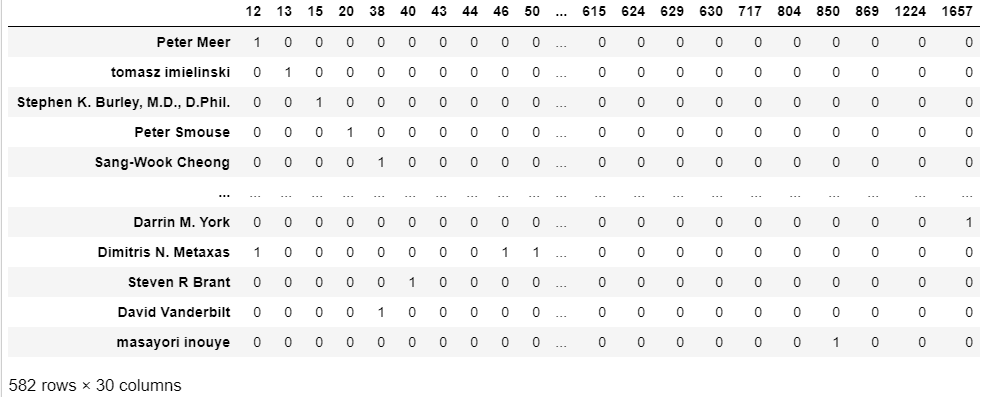 12 13 15 20 38 40 43 44 46 50 ... 615 624 629 630 717 804 850 869 1224 1657
Peter Meer 1 0 0 0 0 0 0 0 0 0 ... 0 0 0 0 0 0 0 0 0 0
tomasz imielinski 0 1 0 0 0 0 0 0 0 0 ... 0 0 0 0 0 0 0 0 0 0
Stephen K. Burley, M.D., D.Phil. 0 0 1 0 0 0 0 0 0 0 ... 0 0 0 0 0 0 0 0 0 0
Peter Smouse 0 0 0 1 0 0 0 0 0 0 ... 0 0 0 0 0 0 0 0 0 0
Sang-Wook Cheong 0 0 0 0 1 0 0 0 0 0 ... 0 0 0 0 0 0 0 0 0 0
... ... ... ... ... ... ... ... ... ... ... ... ... ... ... ... ... ... ... ... ... ...
Darrin M. York 0 0 0 0 0 0 0 0 0 0 ... 0 0 0 0 0 0 0 0 0 1
Dimitris N. Metaxas 1 0 0 0 0 0 0 0 1 1 ... 0 0 0 0 0 0 0 0 0 0
Steven R Brant 0 0 0 0 0 1 0 0 0 0 ... 0 0 0 0 0 0 0 0 0 0
David Vanderbilt 0 0 0 0 1 0 0 0 0 0 ... 0 0 0 0 0 0 0 0 0 0
masayori inouye 0 0 0 0 0 0 0 0 0 0 ... 0 0 0 0 0 0 1 0 0 0
582 rows × 30 columns